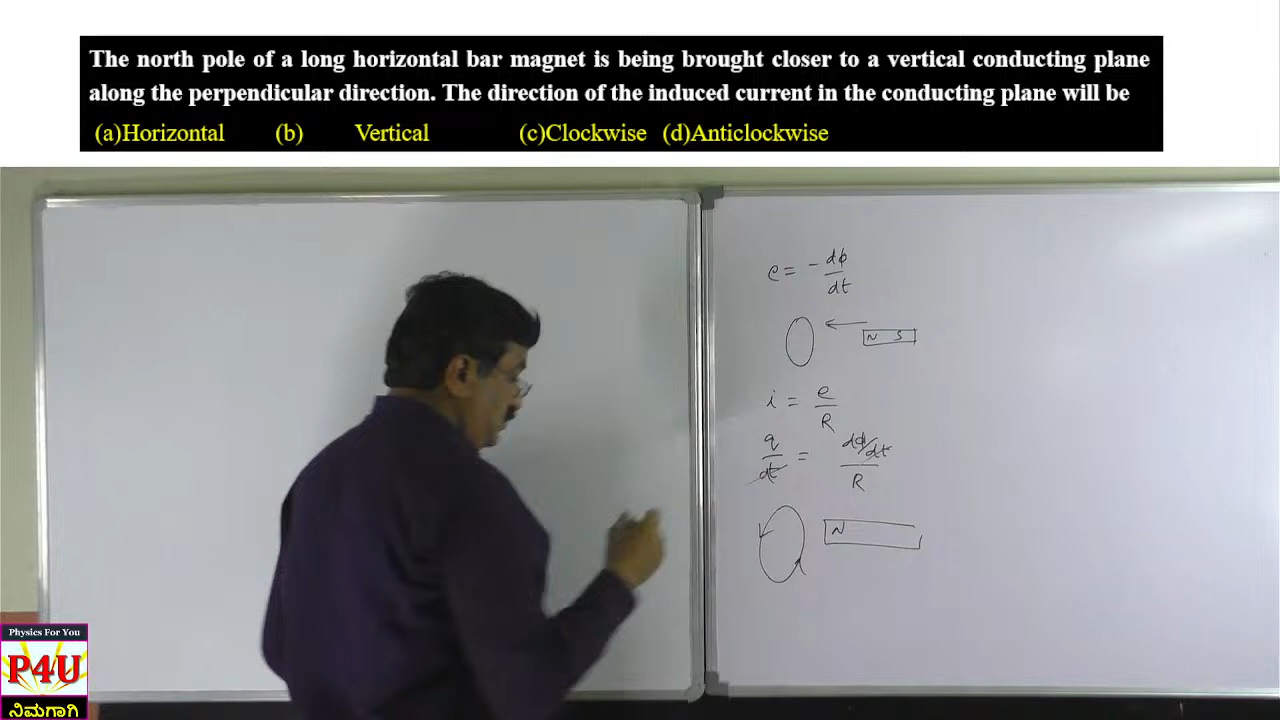 The north pole of a long horizontal bar magnet is being brought closer to a vertical conducting plane
along the perpendicular direction. The direction of the induced current in the conducting plane will be
(a)Horizontal (b) Vertical (c)Clockwise (d)Anticlockwise
e = - dϕ/dt
N S
i = e/R
q/dt = dϕ/dt/R
N
Physics For You
P4U
ನಿಮಗಾಗಿ